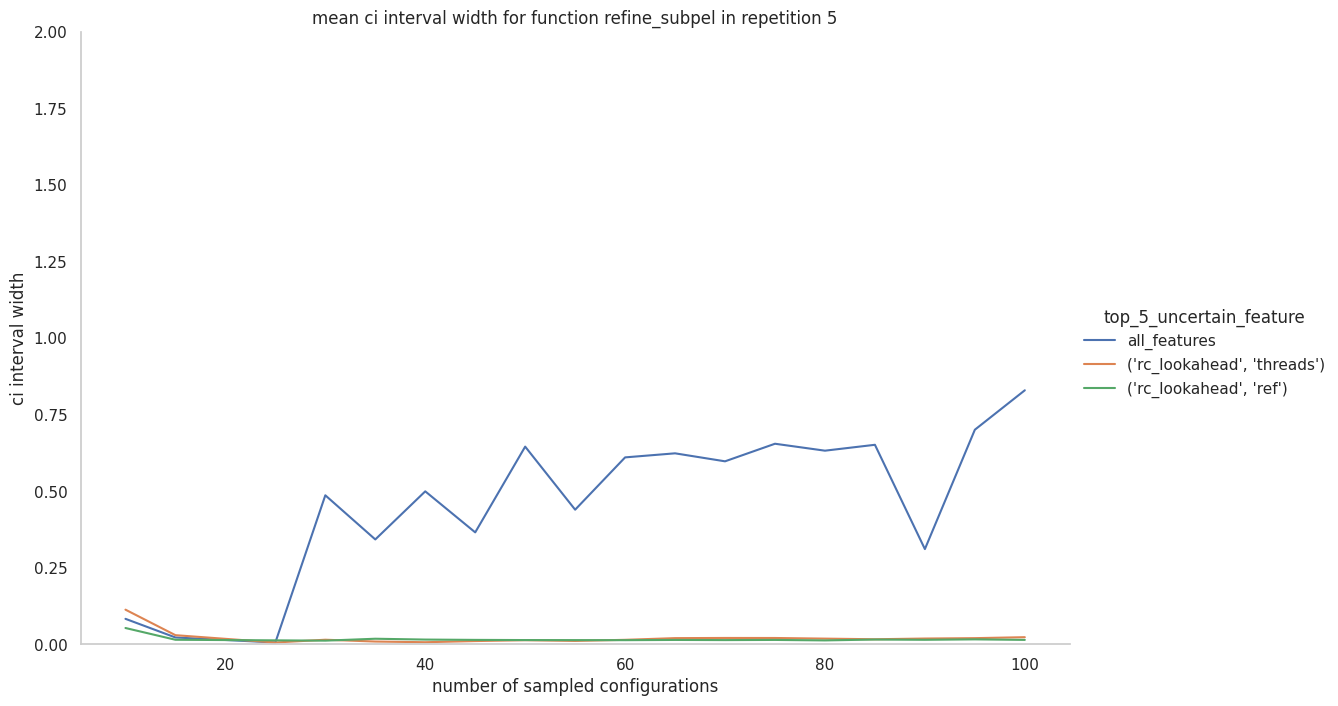 mean ci interval width for function refine_subpel in repetition 5
2.00
1.75
1.50
1.25
1.00
0.75
0.50
0.25
0.00
ci interval width
20
40
60
80
100
number of sampled configurations
top_5_uncertain_feature
all_features
('rc_lookahead', 'threads')
('rc_lookahead', 'ref')